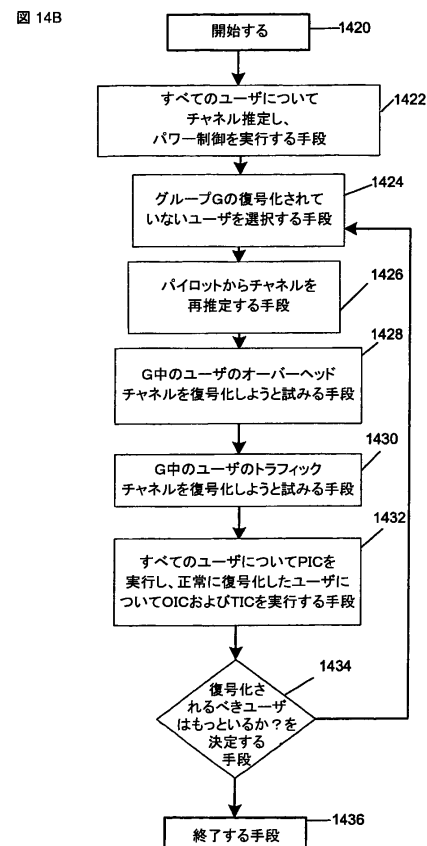 図 14B
開始する
1420
すべてのユーザについて
チャネル推定し、
パワー制御を実行する手段
1422
グループGの復号化されて
いないユーザを選択する手段
1424
パイロットからチャネルを
再推定する手段
1426
G中のユーザのオーバーヘッド
チャネルを復号化しようと試みる手段
1428
G中のユーザのトラフィック
チャネルを復号化しようと試みる手段
1430
すべてのユーザについてPICを
実行し、正常に復号化したユーザに
ついてOICおよびTICを実行する手段
1432
復号化さ
れるべきユーザ
はもっといるか？を
決定する
手段
1434
終了する手段
1436